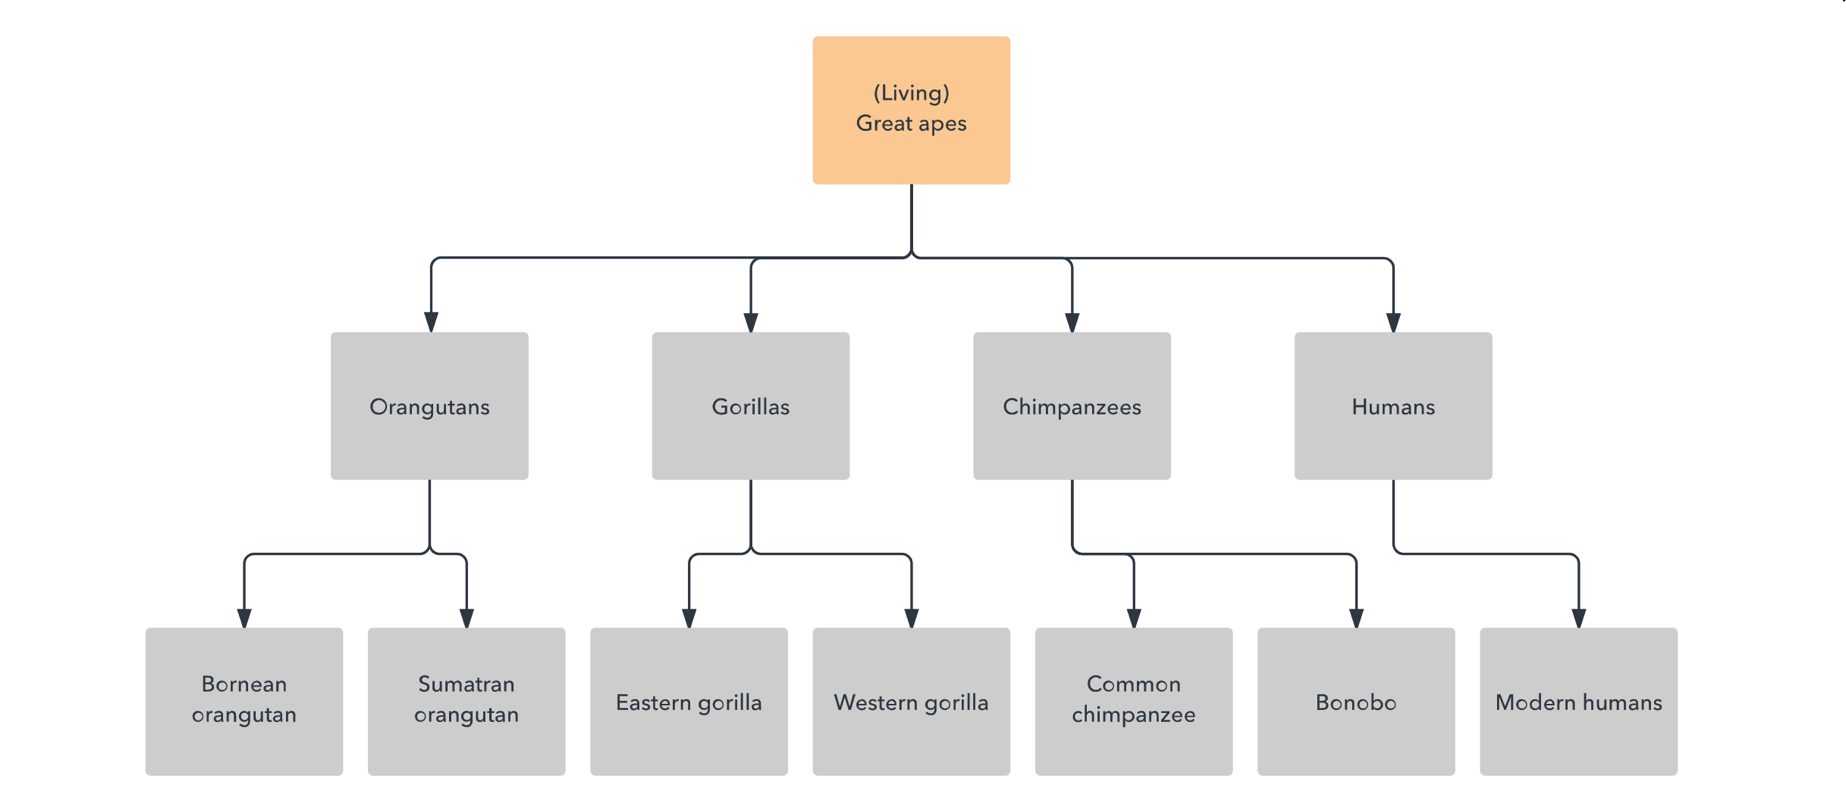 (Living)
Great apes
Orangutans
Gorillas
Chimpanzees
Humans
Bornean
orangutan
Sumatran
orangutan
Eastern gorilla
Western gorilla
Common
chimpanzee
Bonobo
Modern humans